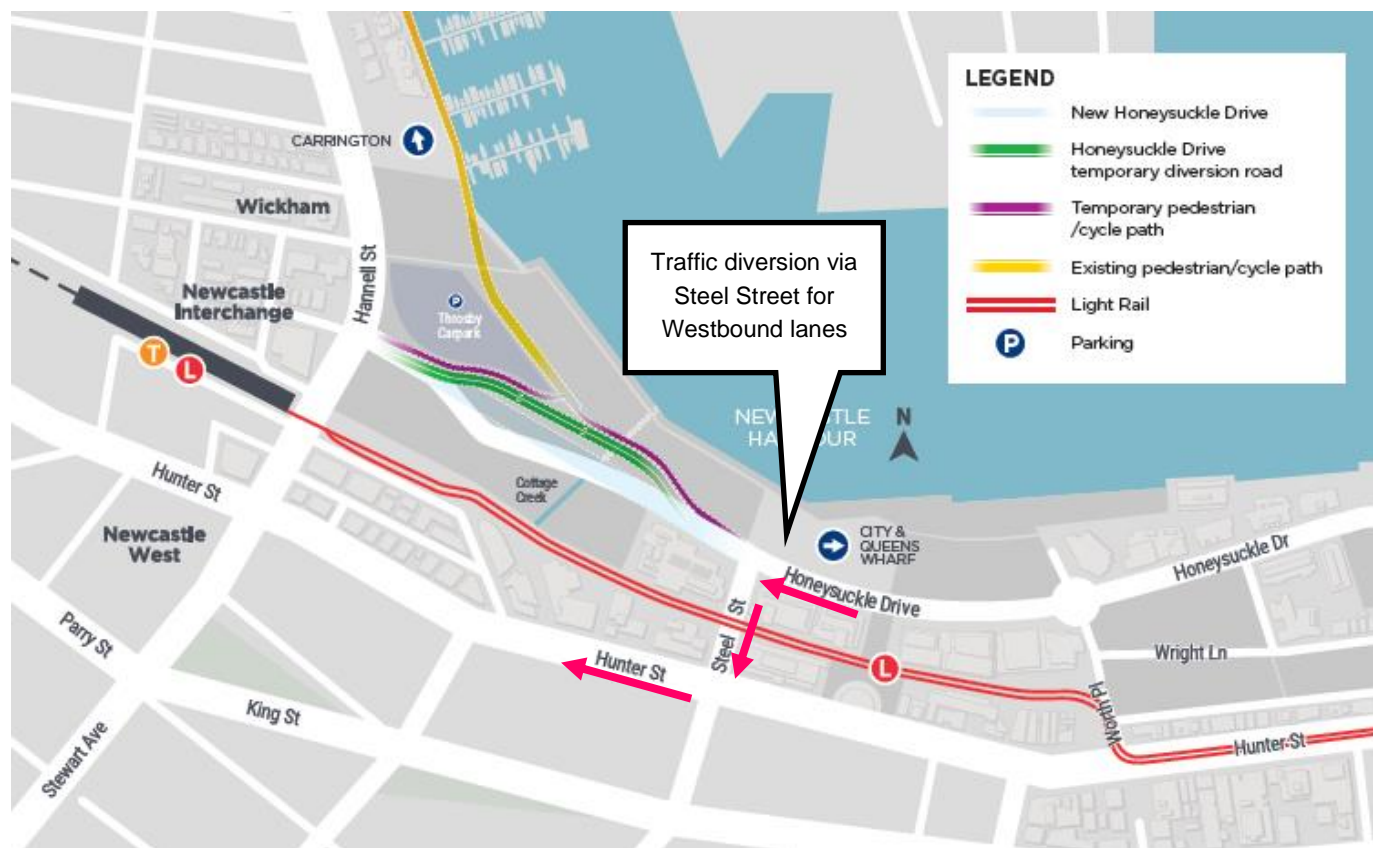 LEGEND
New Honeysuckle Drive
Honeysuckle Drive
temporary diversion road
Temporary pedestrian
/cycle path
Existing pedestrian/cycle path
Light Rail
P
Parking
CARRINGTON
Wickham
Hannell St
Newcastle
Interchange
T
L
P
Throsby
Carpark
Traffic diversion via
Steel Street for
Westbound lanes
NEWCASTLE
HARBOUR
N
Hunter St
Cottage
Creek
Newcastle
West
CITY &
QUEENS
WHARF
Honeysuckle Drive
Honeysuckle Dr
Steel St
Parry St
Hunter St
L
Wright Ln
Worth Pl
King St
Stewart Ave
Hunter St